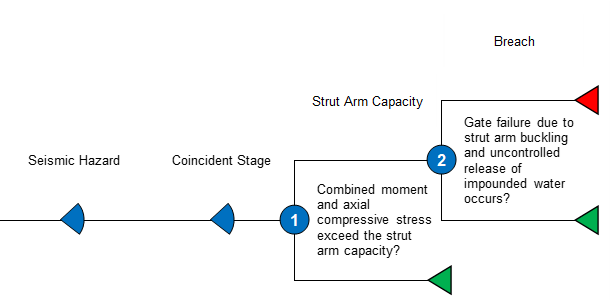 Breach
Strut Arm Capacity
Seismic Hazard
Coincident Stage
1
Combined moment
and axial
compressive stress
exceed the strut
arm capacity?
2
Gate failure due to
strut arm buckling
and uncontrolled
release of
impounded water
occurs?